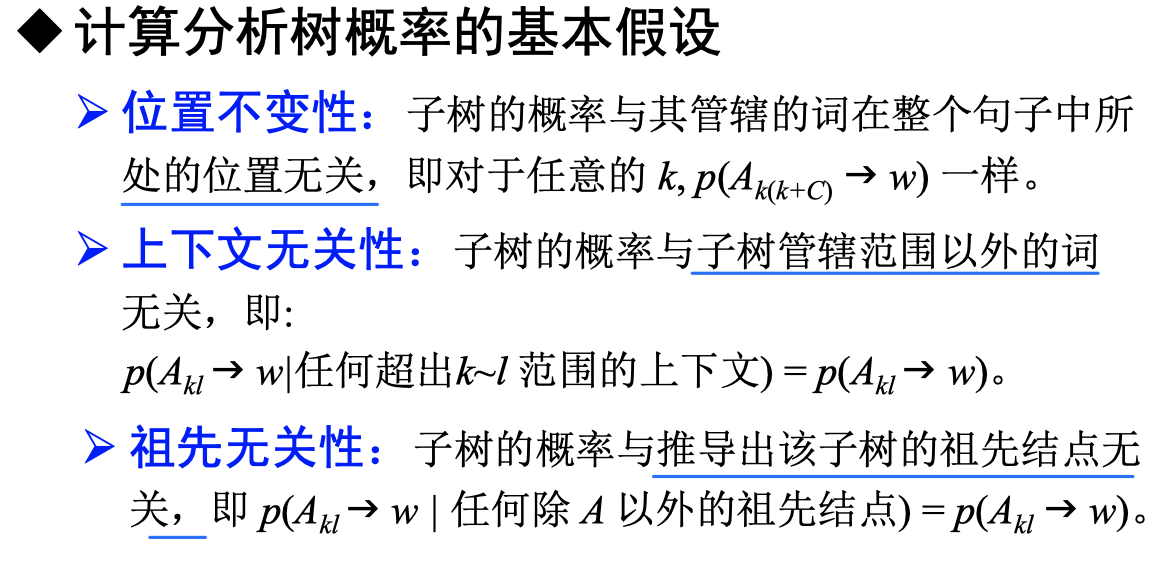 ◆ 计算分析树概率的基本假设
➢ 位置不变性：子树的概率与其管辖的词在整个句子中所
处的位置无关，即对于任意的 k, p(A_{k(k+C)} → w) 一样。
➢ 上下文无关性：子树的概率与子树管辖范围以外的词
无关，即:
p(A_{kl} → w|任何超出k~l 范围的上下文) = p(A_{kl} → w)。
➢ 祖先无关性：子树的概率与推导出该子树的祖先结点无
关，即 p(A_{kl} → w | 任何除 A 以外的祖先结点) = p(A_{kl} → w)。